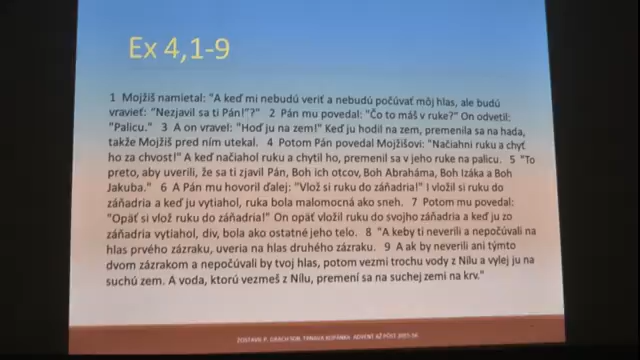 Ex 4,1-9
1 Mojžiš namietal: "A keď mi nebudú veriť a nebudú počúvať môj hlas, ale budú
vravieť: "Nezjavil sa ti Pán!"?" 2 Pán mu povedal: "Čo to máš v ruke?" On odvetil:
"Palicu." 3 A on vravel: "Hoď ju na zem!" Keď ju hodil na zem, premenila sa na hada,
takže Mojžiš pred ním utekal. 4 Potom Pán povedal Mojžišovi: "Načiahni ruku a chyť
ho za chvost!" A keď načiahol ruku a chytil ho, premenil sa v jeho ruke na palicu. 5 "To
preto, aby uverili, že sa ti zjavil Pán, Boh ich otcov, Boh Abraháma, Boh Izáka a Boh
Jakuba." 6 A Pán mu hovoril ďalej: "Vlož si ruku do záňadria!" I vložil si ruku do
záňadria a keď ju vytiahol, ruka bola malomocná ako sneh. 7 Potom mu povedal:
"Opäť si vlož ruku do záňadria!" On opäť vložil ruku do svojho záňadria a keď ju zo
záňadria vytiahol, div, bola ako ostatné jeho telo. 8 "A keby ti neverili a nepočúvali na
hlas prvého zázraku, uveria na hlas druhého zázraku. 9 A ak by neverili ani týmto
dvom zázrakom a nepočúvali by tvoj hlas, potom vezmi trochu vody z Nílu a vylej ju na
suchú zem. A voda, ktorú vezmeš z Nílu, premení sa na suchej zemi na krv."
ZOSTAVIL P. GRACH SDB, TRNAVA KOPÁNKA. ADVENT AŽ PÔST